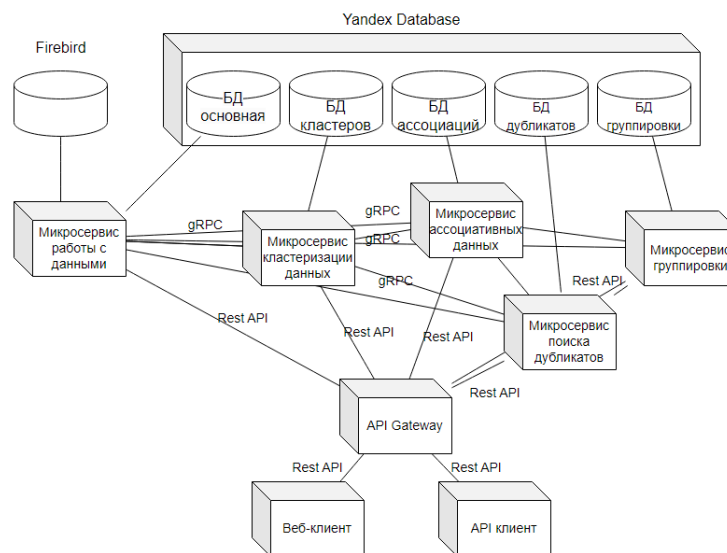 Yandex Database
Firebird
БД
основная
БД
кластеров
БД
ассоциаций
БД
дубликатов
БД
группировки
Микросервис
работы с
данными
gRPC
Микросервис
кластеризации
данных
gRPC
gRPC
Микросервис
ассоциативных
данных
Микросервис
группировки
gRPC
Rest API
Микросервис
поиска
дубликатов
Rest API
Rest API
Rest API
Rest API
API Gateway
Rest API
Rest API
Веб-клиент
API клиент